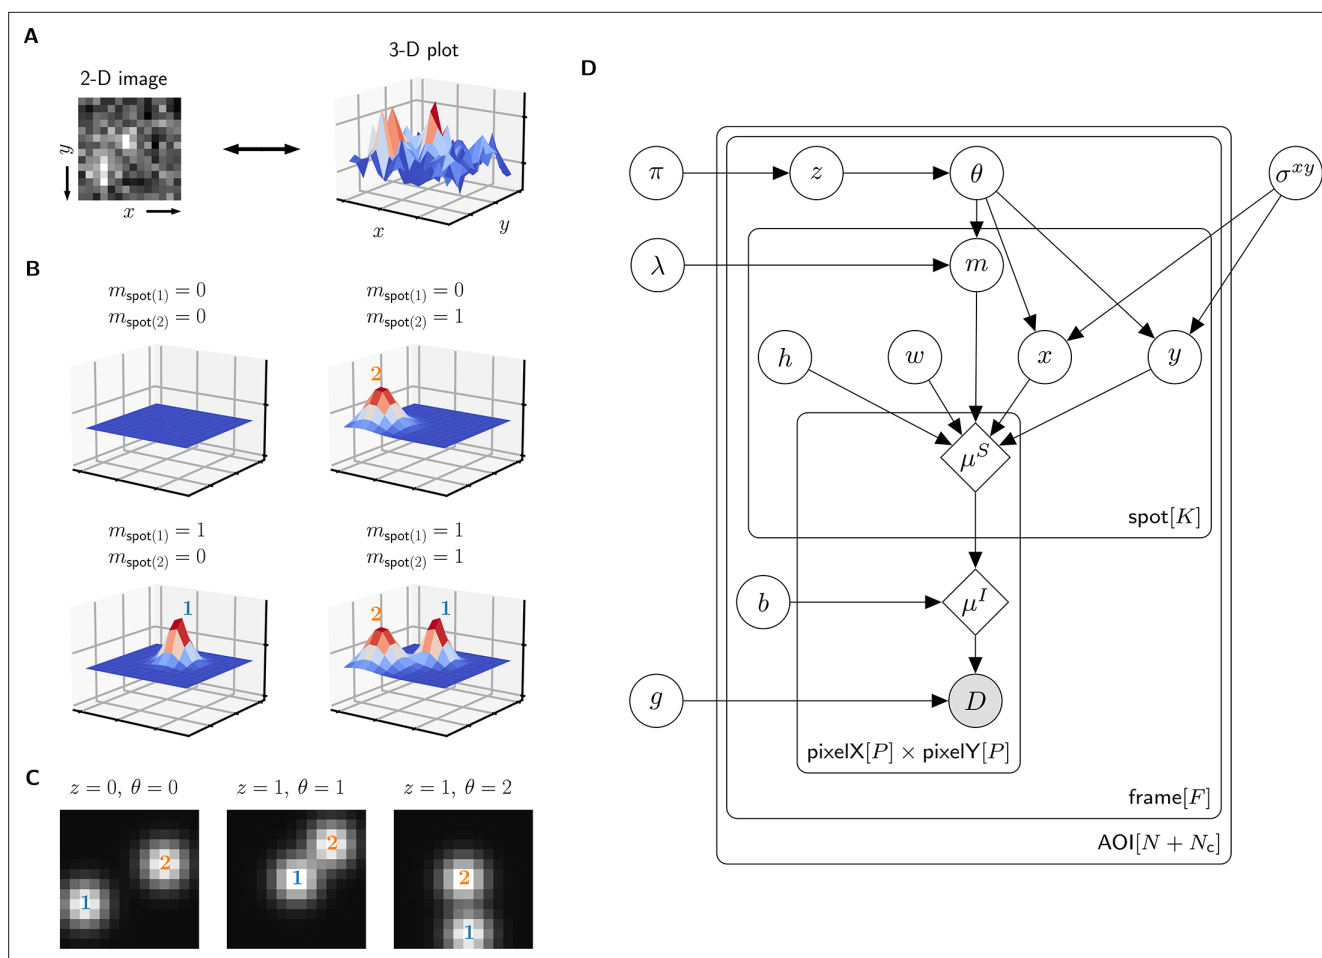 A
2-D image
y
x
3-D plot
x
y
B
m_spot(1) = 0
m_spot(2) = 0
m_spot(1) = 0
m_spot(2) = 1
2
m_spot(1) = 1
m_spot(2) = 0
1
m_spot(1) = 1
m_spot(2) = 1
2
1
C
z = 0, θ = 0
1
2
z = 1, θ = 1
1
2
z = 1, θ = 2
2
1
D
π
z
θ
σ^xy
λ
m
h
w
x
y
μ^S
spot[K]
b
μ^I
g
D
pixelX[P] × pixelY[P]
frame[F]
AOI[N + N_c]